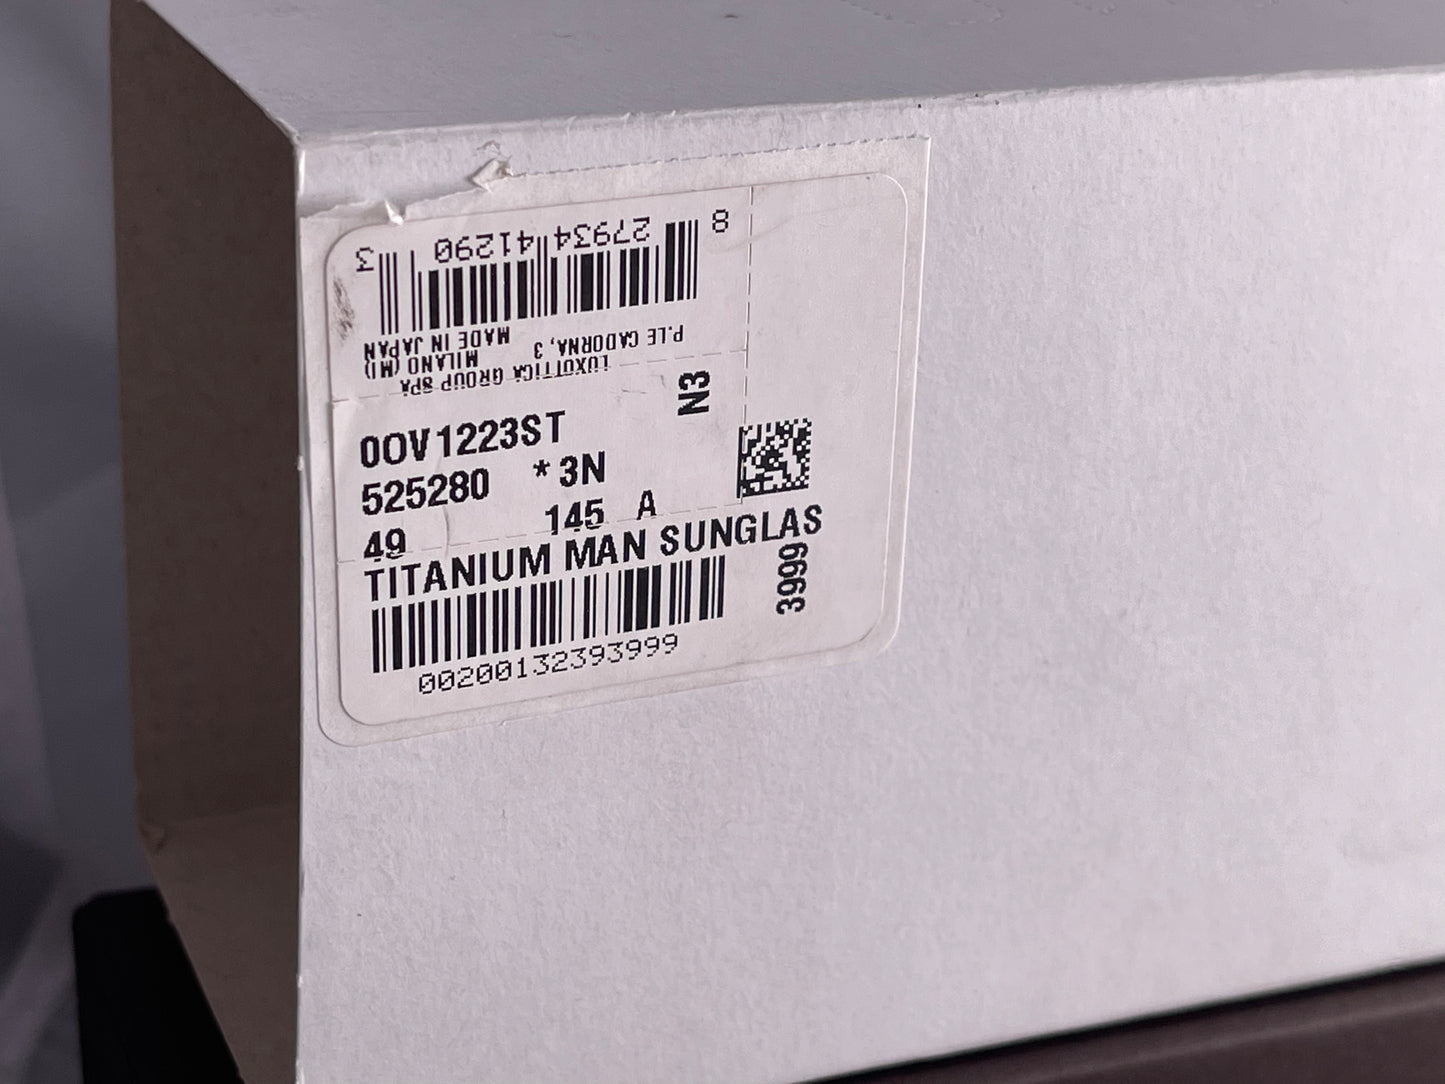 8 27934 41290 3
P.LE CADORNA, 3 MADE IN JAPAN
MILANO (MI)
LUXOTTICA GROUP SPA
N3
0OV1223ST
525280 * 3N
49 145 A
TITANIUM MAN SUNGLAS
3999
00200132393999